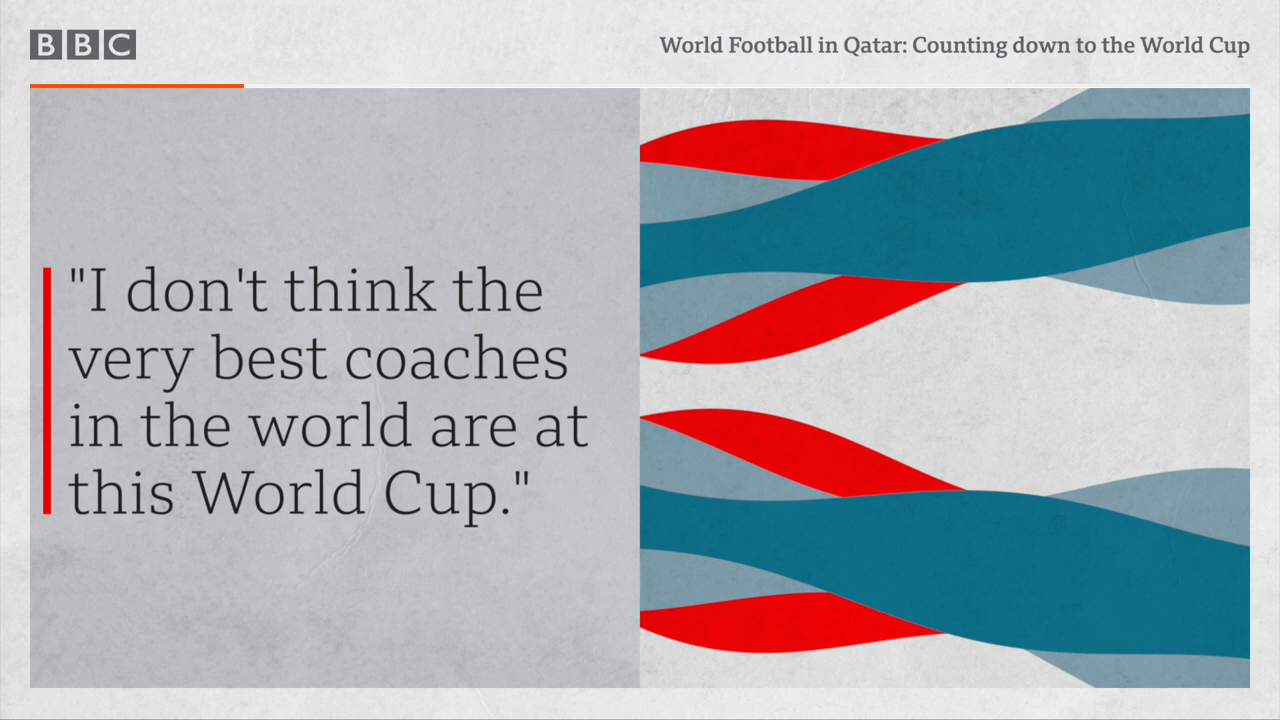 BBC
World Football in Qatar: Counting down to the World Cup
"I don't think the
very best coaches
in the world are at
this World Cup."